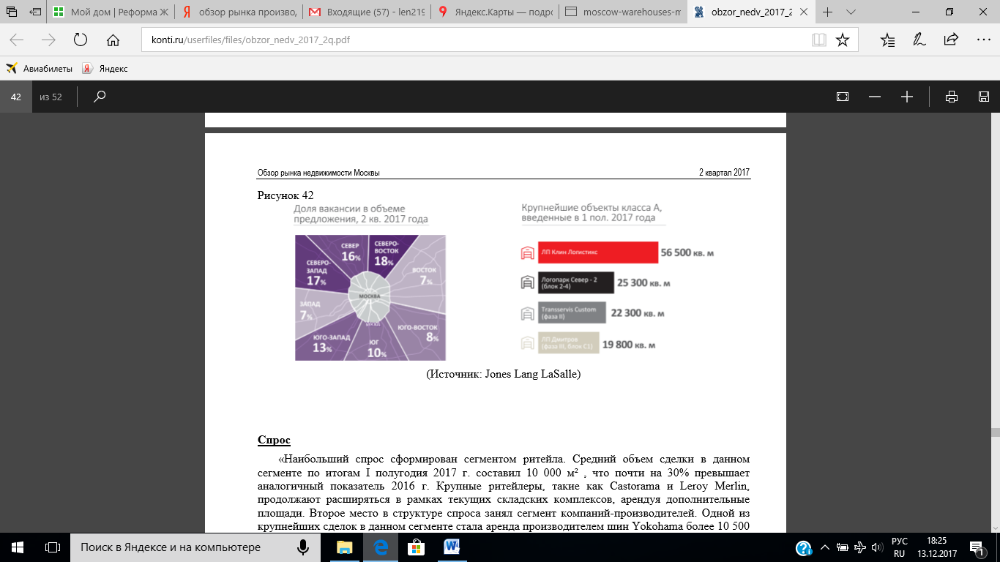 Мой дом | Реформа Ж
обзор рынка произво,
Входящие (57) - len219
Яндекс.Карты — подро
moscow-warehouses-m
obzor_nedv_2017_2
konti.ru/userfiles/files/obzor_nedv_2017_2q.pdf
Авиабилеты
Яндекс
42
из 52
Обзор рынка недвижимости Москвы
2 квартал 2017
Рисунок 42
Доля вакансии в объеме
предложения, 2 кв. 2017 года
СЕВЕР
16%
СЕВЕРО-
ВОСТОК
18%
СЕВЕРО-
ЗАПАД
17%
ВОСТОК
7%
МОСКВА
ЗАПАД
7%
МКАД
ЮГО-ВОСТОК
8%
ЮГО-ЗАПАД
13%
ЮГ
10%
Крупнейшие объекты класса А,
введенные в 1 пол. 2017 года
ЛП Клин Логистикс
56 500 кв. м
Логопарк Север - 2
(блок 2-4)
25 300 кв. м
Transservis Custom
(фаза II)
22 300 кв. м
ЛП Дмитров
(фаза III, блок С1)
19 800 кв. м
(Источник: Jones Lang LaSalle)
Спрос
«Наибольший спрос сформирован сегментом ритейла. Средний объем сделки в данном
сегменте по итогам I полугодия 2017 г. составил 10 000 м² , что почти на 30% превышает
аналогичный показатель 2016 г. Крупные ритейлеры, такие как Castorama и Leroy Merlin,
продолжают расширяться в рамках текущих складских комплексов, арендуя дополнительные
площади. Второе место в структуре спроса занял сегмент компаний-производителей. Одной из
крупнейших сделок в данном сегменте стала аренда производителем шин Yokohama более 10 500
Поиск в Яндексе и на компьютере
РУС
RU
18:25
13.12.2017
1